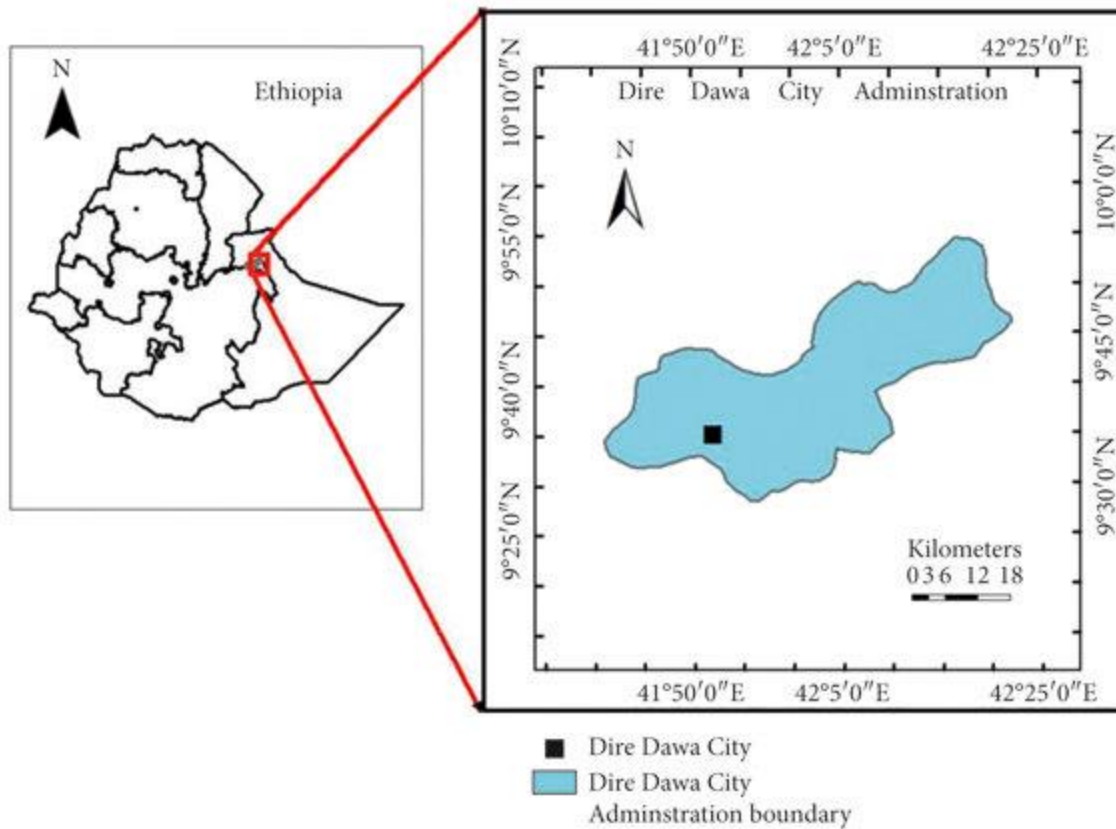 N
Ethiopia
41°50′0″E 42°5′0″E 42°25′0″E
Dire Dawa City Adminstration
N
10°10′0″N
9°55′0″N
9°40′0″N
9°25′0″N
10°0′0″N
9°45′0″N
9°30′0″N
Kilometers
0 3 6 12 18
41°50′0″E 42°5′0″E 42°25′0″E
Dire Dawa City
Dire Dawa City
Adminstration boundary